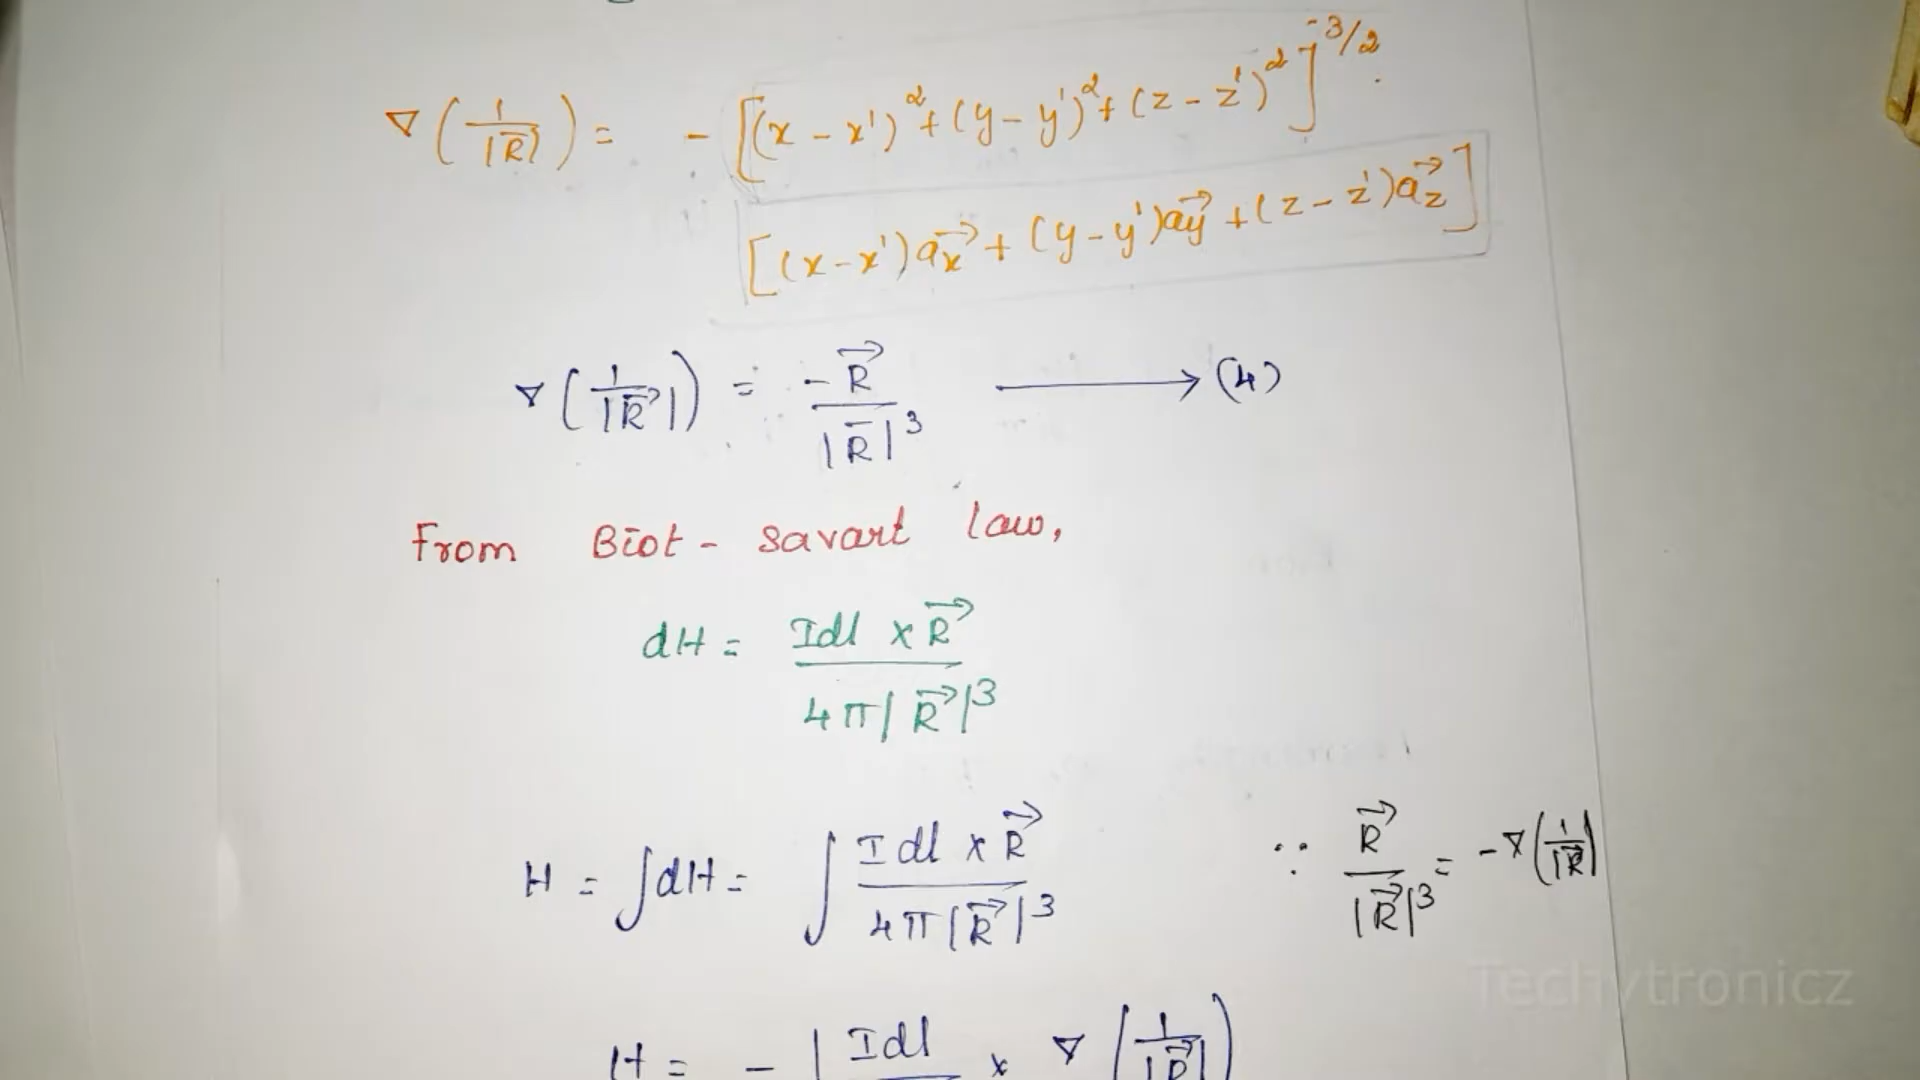 ∇(1/|R⃗|) = - [(x - x')² + (y - y')² + (z - z')²]^-3/2.
[(x-x')a⃗x + (y-y')a⃗y + (z-z')a⃗z]
∇(1/|R⃗|) = -R⃗/|R̄|³ ⟶ (4)
From Biot-savart law,
dH = Idl × R⃗ / 4π|R⃗|³
H = ∫dH = ∫ Idl × R⃗ / 4π|R⃗|³ ∵ R⃗/|R⃗|³ = -∇(1/|R⃗|)
H = - ∫ Idl × ∇(1/|R⃗|)
Techytronicz